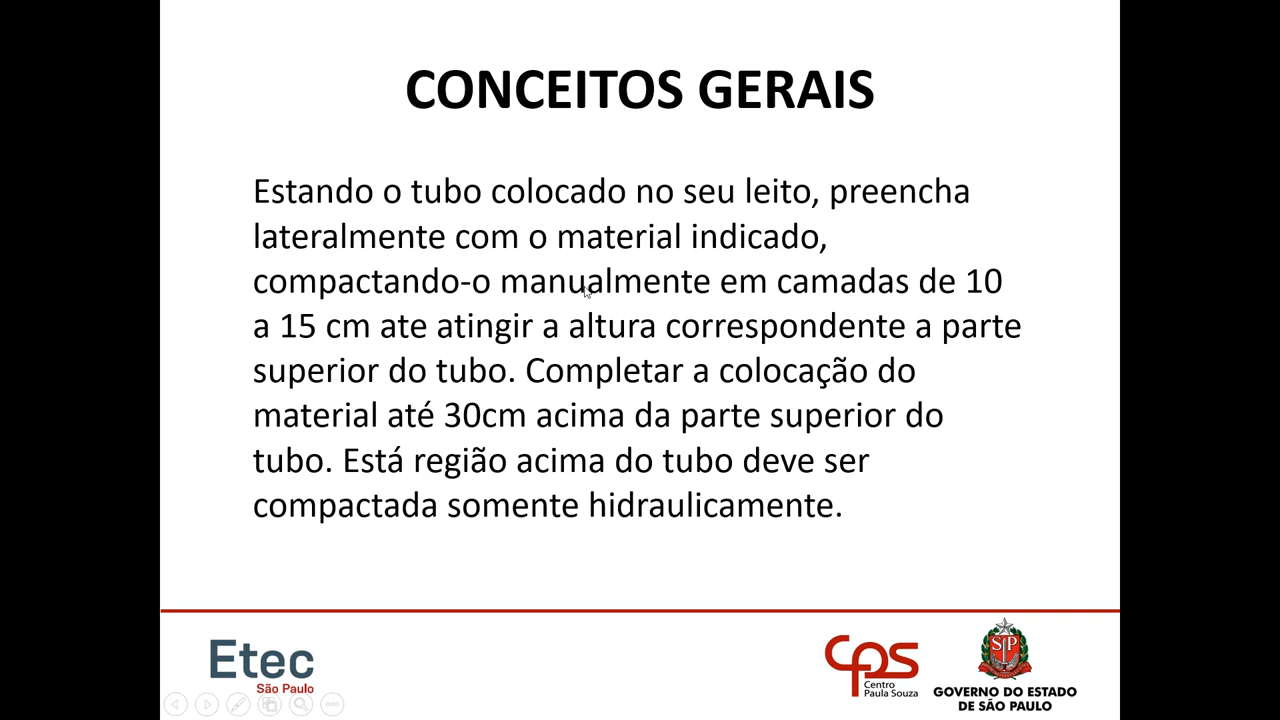 CONCEITOS GERAIS
Estando o tubo colocado no seu leito, preencha
lateralmente com o material indicado,
compactando-o manualmente em camadas de 10
a 15 cm ate atingir a altura correspondente a parte
superior do tubo. Completar a colocação do
material até 30cm acima da parte superior do
tubo. Está região acima do tubo deve ser
compactada somente hidraulicamente.
Etec
São Paulo
cps
Centro
Paula Souza
SP
GOVERNO DO ESTADO
DE SÃO PAULO